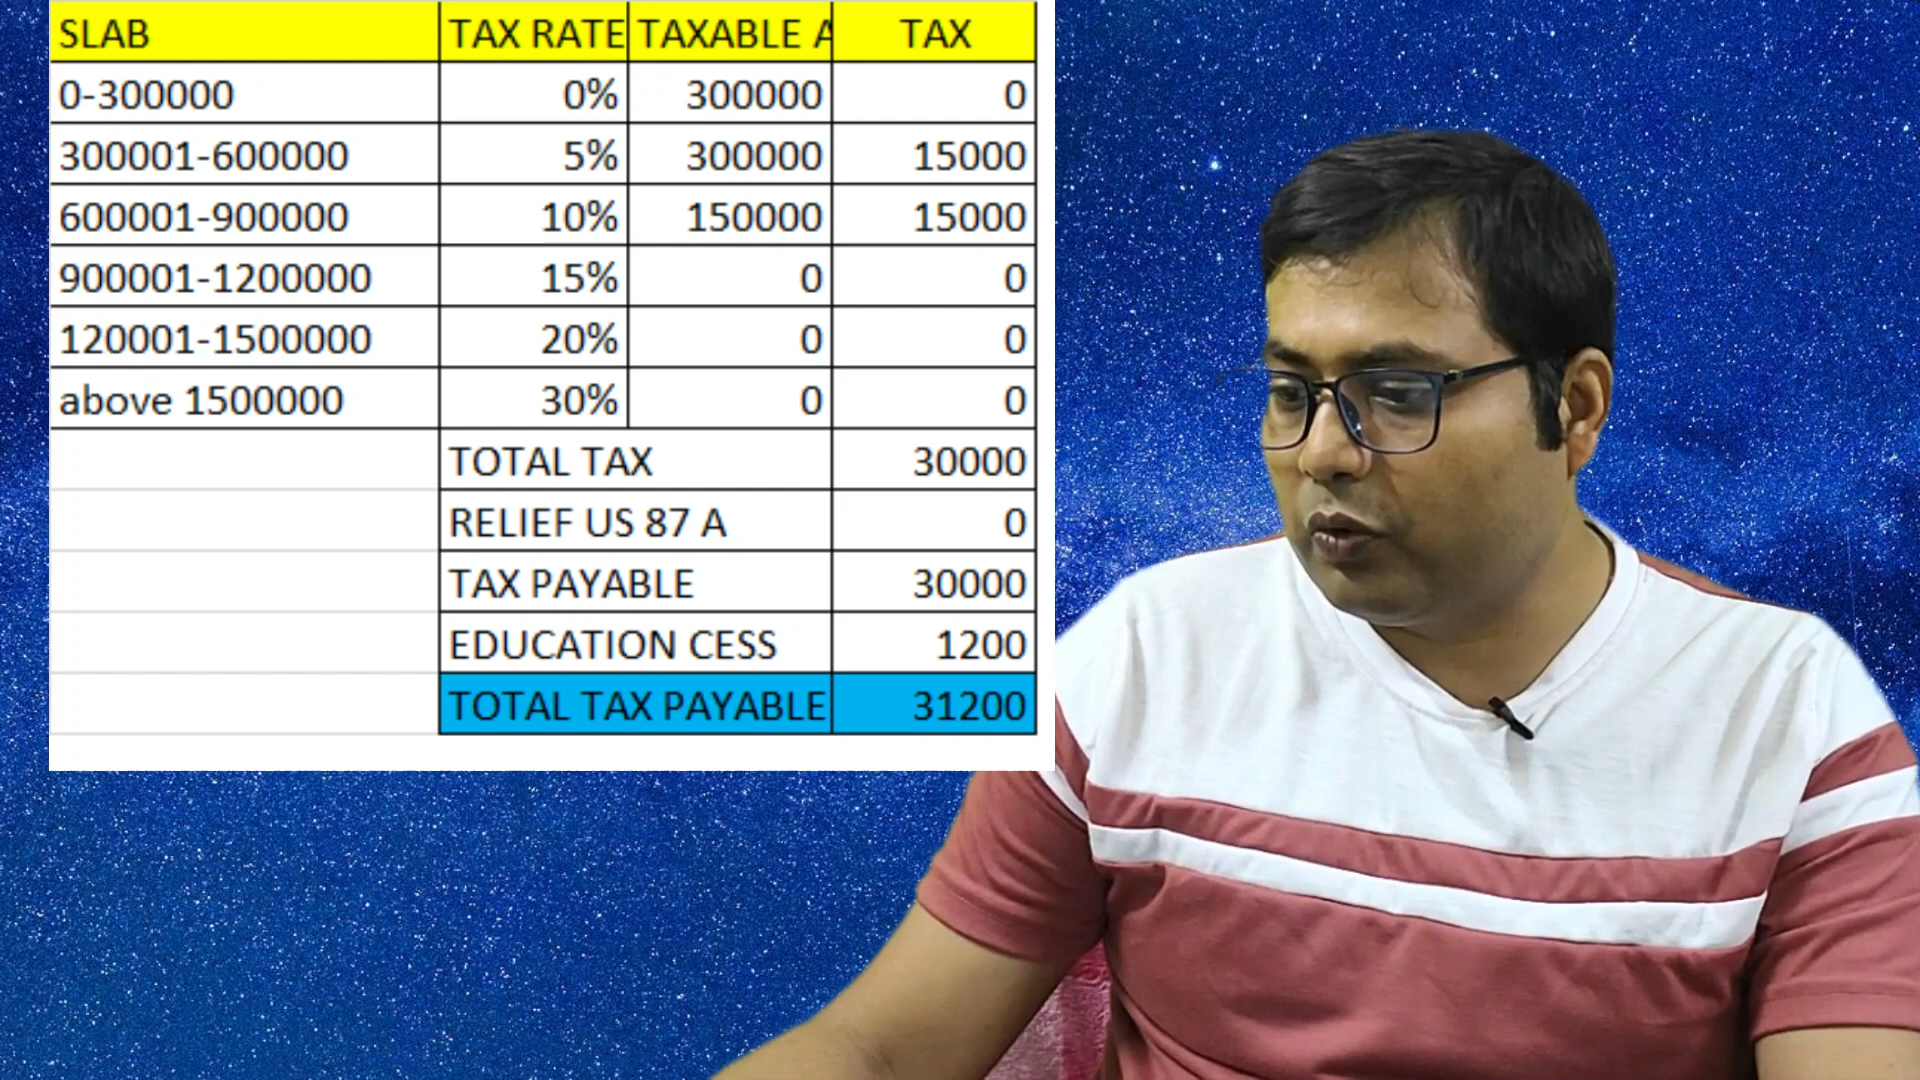 SLAB TAX RATE TAXABLE A TAX
0-300000 0% 300000 0
300001-600000 5% 300000 15000
600001-900000 10% 150000 15000
900001-1200000 15% 0 0
120001-1500000 20% 0 0
above 1500000 30% 0 0
TOTAL TAX 30000
RELIEF US 87 A 0
TAX PAYABLE 30000
EDUCATION CESS 1200
TOTAL TAX PAYABLE 31200